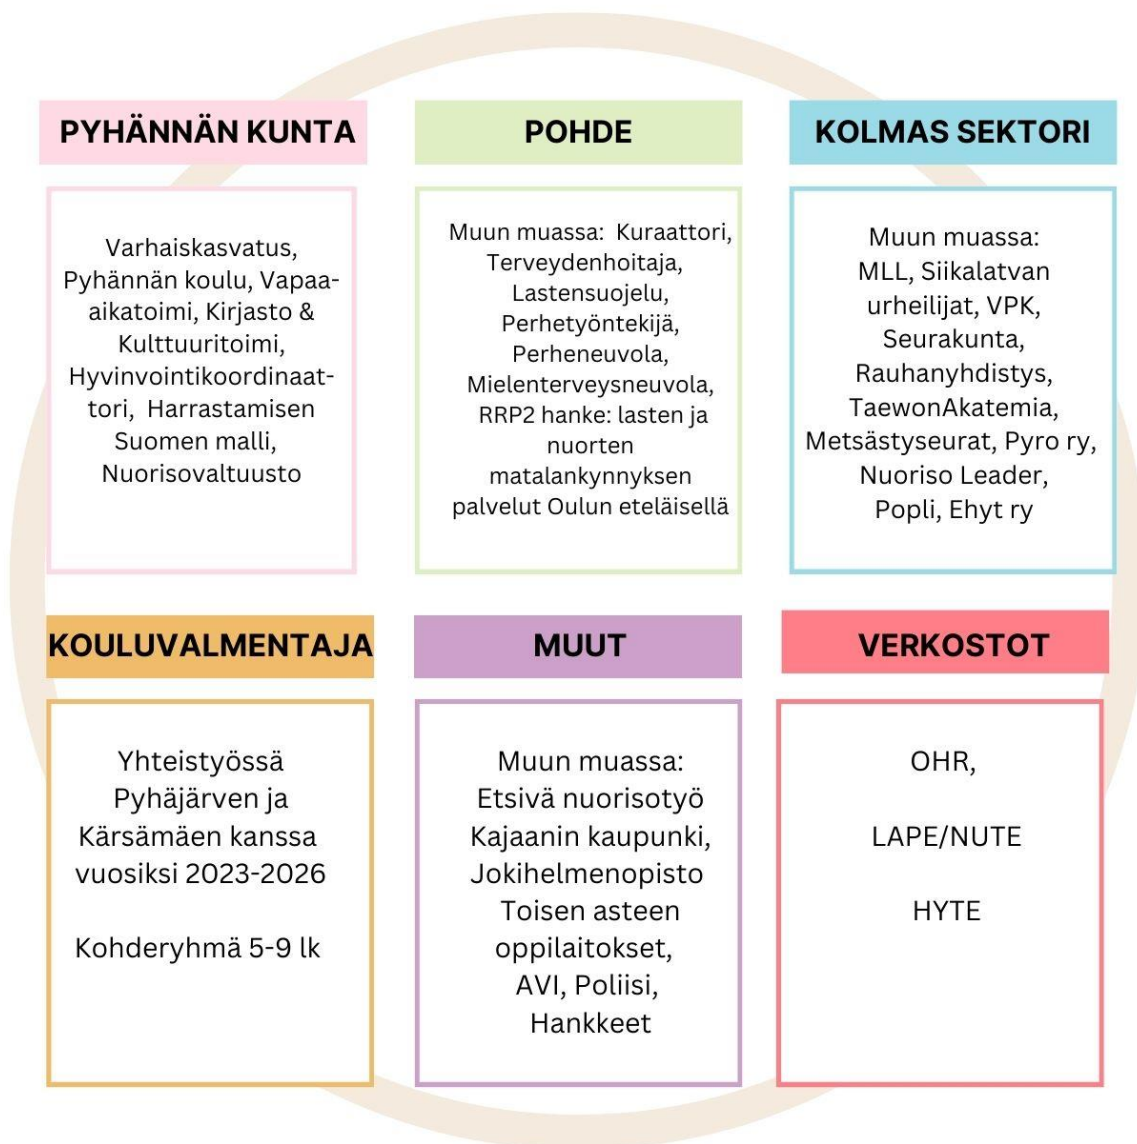 PYHÄNNÄN KUNTA
Varhaiskasvatus,
Pyhännän koulu, Vapaa-
aikatoimi, Kirjasto &
Kulttuuritoimi,
Hyvinvointikoordinaat-
tori, Harrastamisen
Suomen malli,
Nuorisovaltuusto
POHDE
Muun muassa: Kuraattori,
Terveydenhoitaja,
Lastensuojelu,
Perhetyöntekijä,
Perheneuvola,
Mielenterveysneuvola,
RRP2 hanke: lasten ja
nuorten
matalankynnyksen
palvelut Oulun eteläisellä
KOLMAS SEKTORI
Muun muassa:
MLL, Siikalatvan
urheilijat, VPK,
Seurakunta,
Rauhanyhdistys,
TaewonAkatemia,
Metsästyseurat, Pyro ry,
Nuoriso Leader,
Popli, Ehyt ry
KOULUVALMENTAJA
Yhteistyössä
Pyhäjärven ja
Kärsämäen kanssa
vuosiksi 2023-2026
Kohderyhmä 5-9 lk
MUUT
Muun muassa:
Etsivä nuorisotyö
Kajaanin kaupunki,
Jokihelmenopisto
Toisen asteen
oppilaitokset,
AVI, Poliisi,
Hankkeet
VERKOSTOT
OHR,
LAPE/NUTE
HYTE